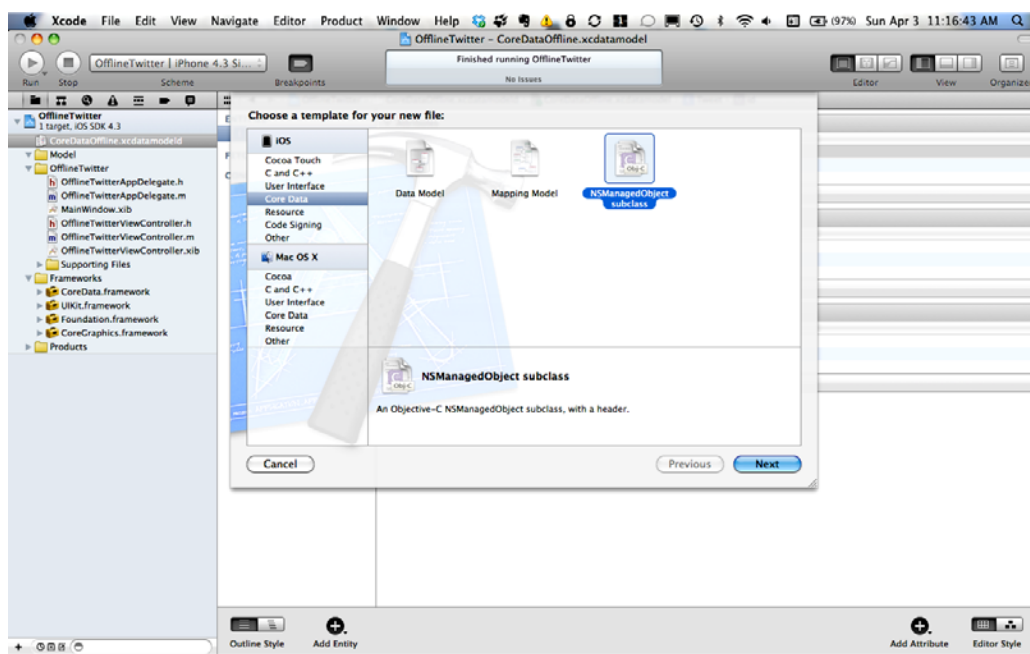 Xcode File Edit View Navigate Editor Product Window Help (97%) Sun Apr 3 11:16:43 AM
OfflineTwitter – CoreDataOffline.xcdatamodel
OfflineTwitter | iPhone 4.3 Si...
Finished running OfflineTwitter
No Issues
Run Stop Scheme Breakpoints Editor View Organize
OfflineTwitter
1 target, iOS SDK 4.3
CoreDataOffline.xcdatamodeld
Model
OfflineTwitter
OfflineTwitterAppDelegate.h
OfflineTwitterAppDelegate.m
MainWindow.xib
OfflineTwitterViewController.h
OfflineTwitterViewController.m
OfflineTwitterViewController.xib
Supporting Files
Frameworks
CoreData.framework
UIKit.framework
Foundation.framework
CoreGraphics.framework
Products
Choose a template for your new file:
iOS
Cocoa Touch
C and C++
User Interface
Core Data
Resource
Code Signing
Other
Mac OS X
Cocoa
C and C++
User Interface
Core Data
Resource
Other
Data Model
Mapping Model
Obj-C
NSManagedObject
subclass
Obj-C
NSManagedObject subclass
An Objective-C NSManagedObject subclass, with a header.
Cancel Previous Next
Outline Style Add Entity Add Attribute Editor Style